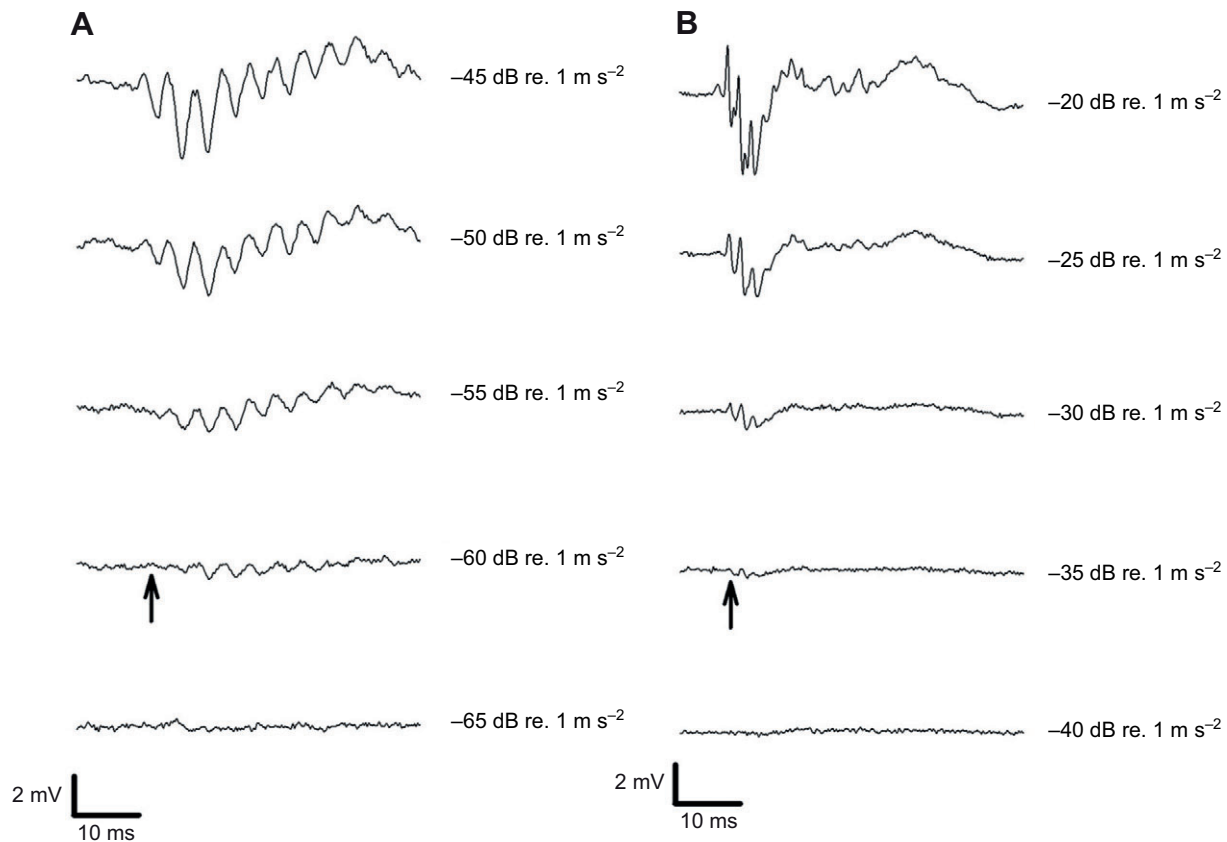 A
B
–45 dB re. 1 m s⁻²
–20 dB re. 1 m s⁻²
–50 dB re. 1 m s⁻²
–25 dB re. 1 m s⁻²
–55 dB re. 1 m s⁻²
–30 dB re. 1 m s⁻²
–60 dB re. 1 m s⁻²
–35 dB re. 1 m s⁻²
–65 dB re. 1 m s⁻²
–40 dB re. 1 m s⁻²
2 mV
10 ms
2 mV
10 ms